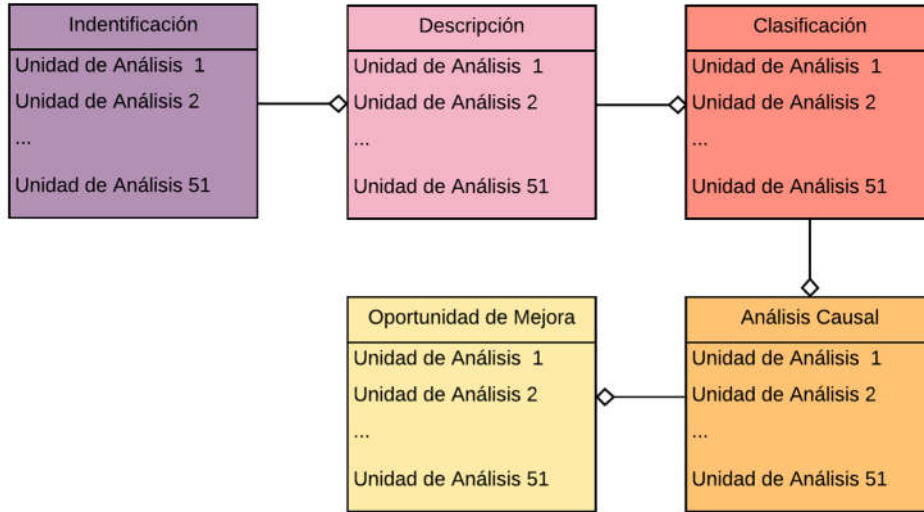 Indentificación
Unidad de Análisis  1
Unidad de Análisis 2
...
Unidad de Análisis 51
Descripción
Unidad de Análisis  1
Unidad de Análisis 2
...
Unidad de Análisis 51
Clasificación
Unidad de Análisis  1
Unidad de Análisis 2
...
Unidad de Análisis 51
Oportunidad de Mejora
Unidad de Análisis  1
Unidad de Análisis 2
...
Unidad de Análisis 51
Análisis Causal
Unidad de Análisis  1
Unidad de Análisis 2
...
Unidad de Análisis 51